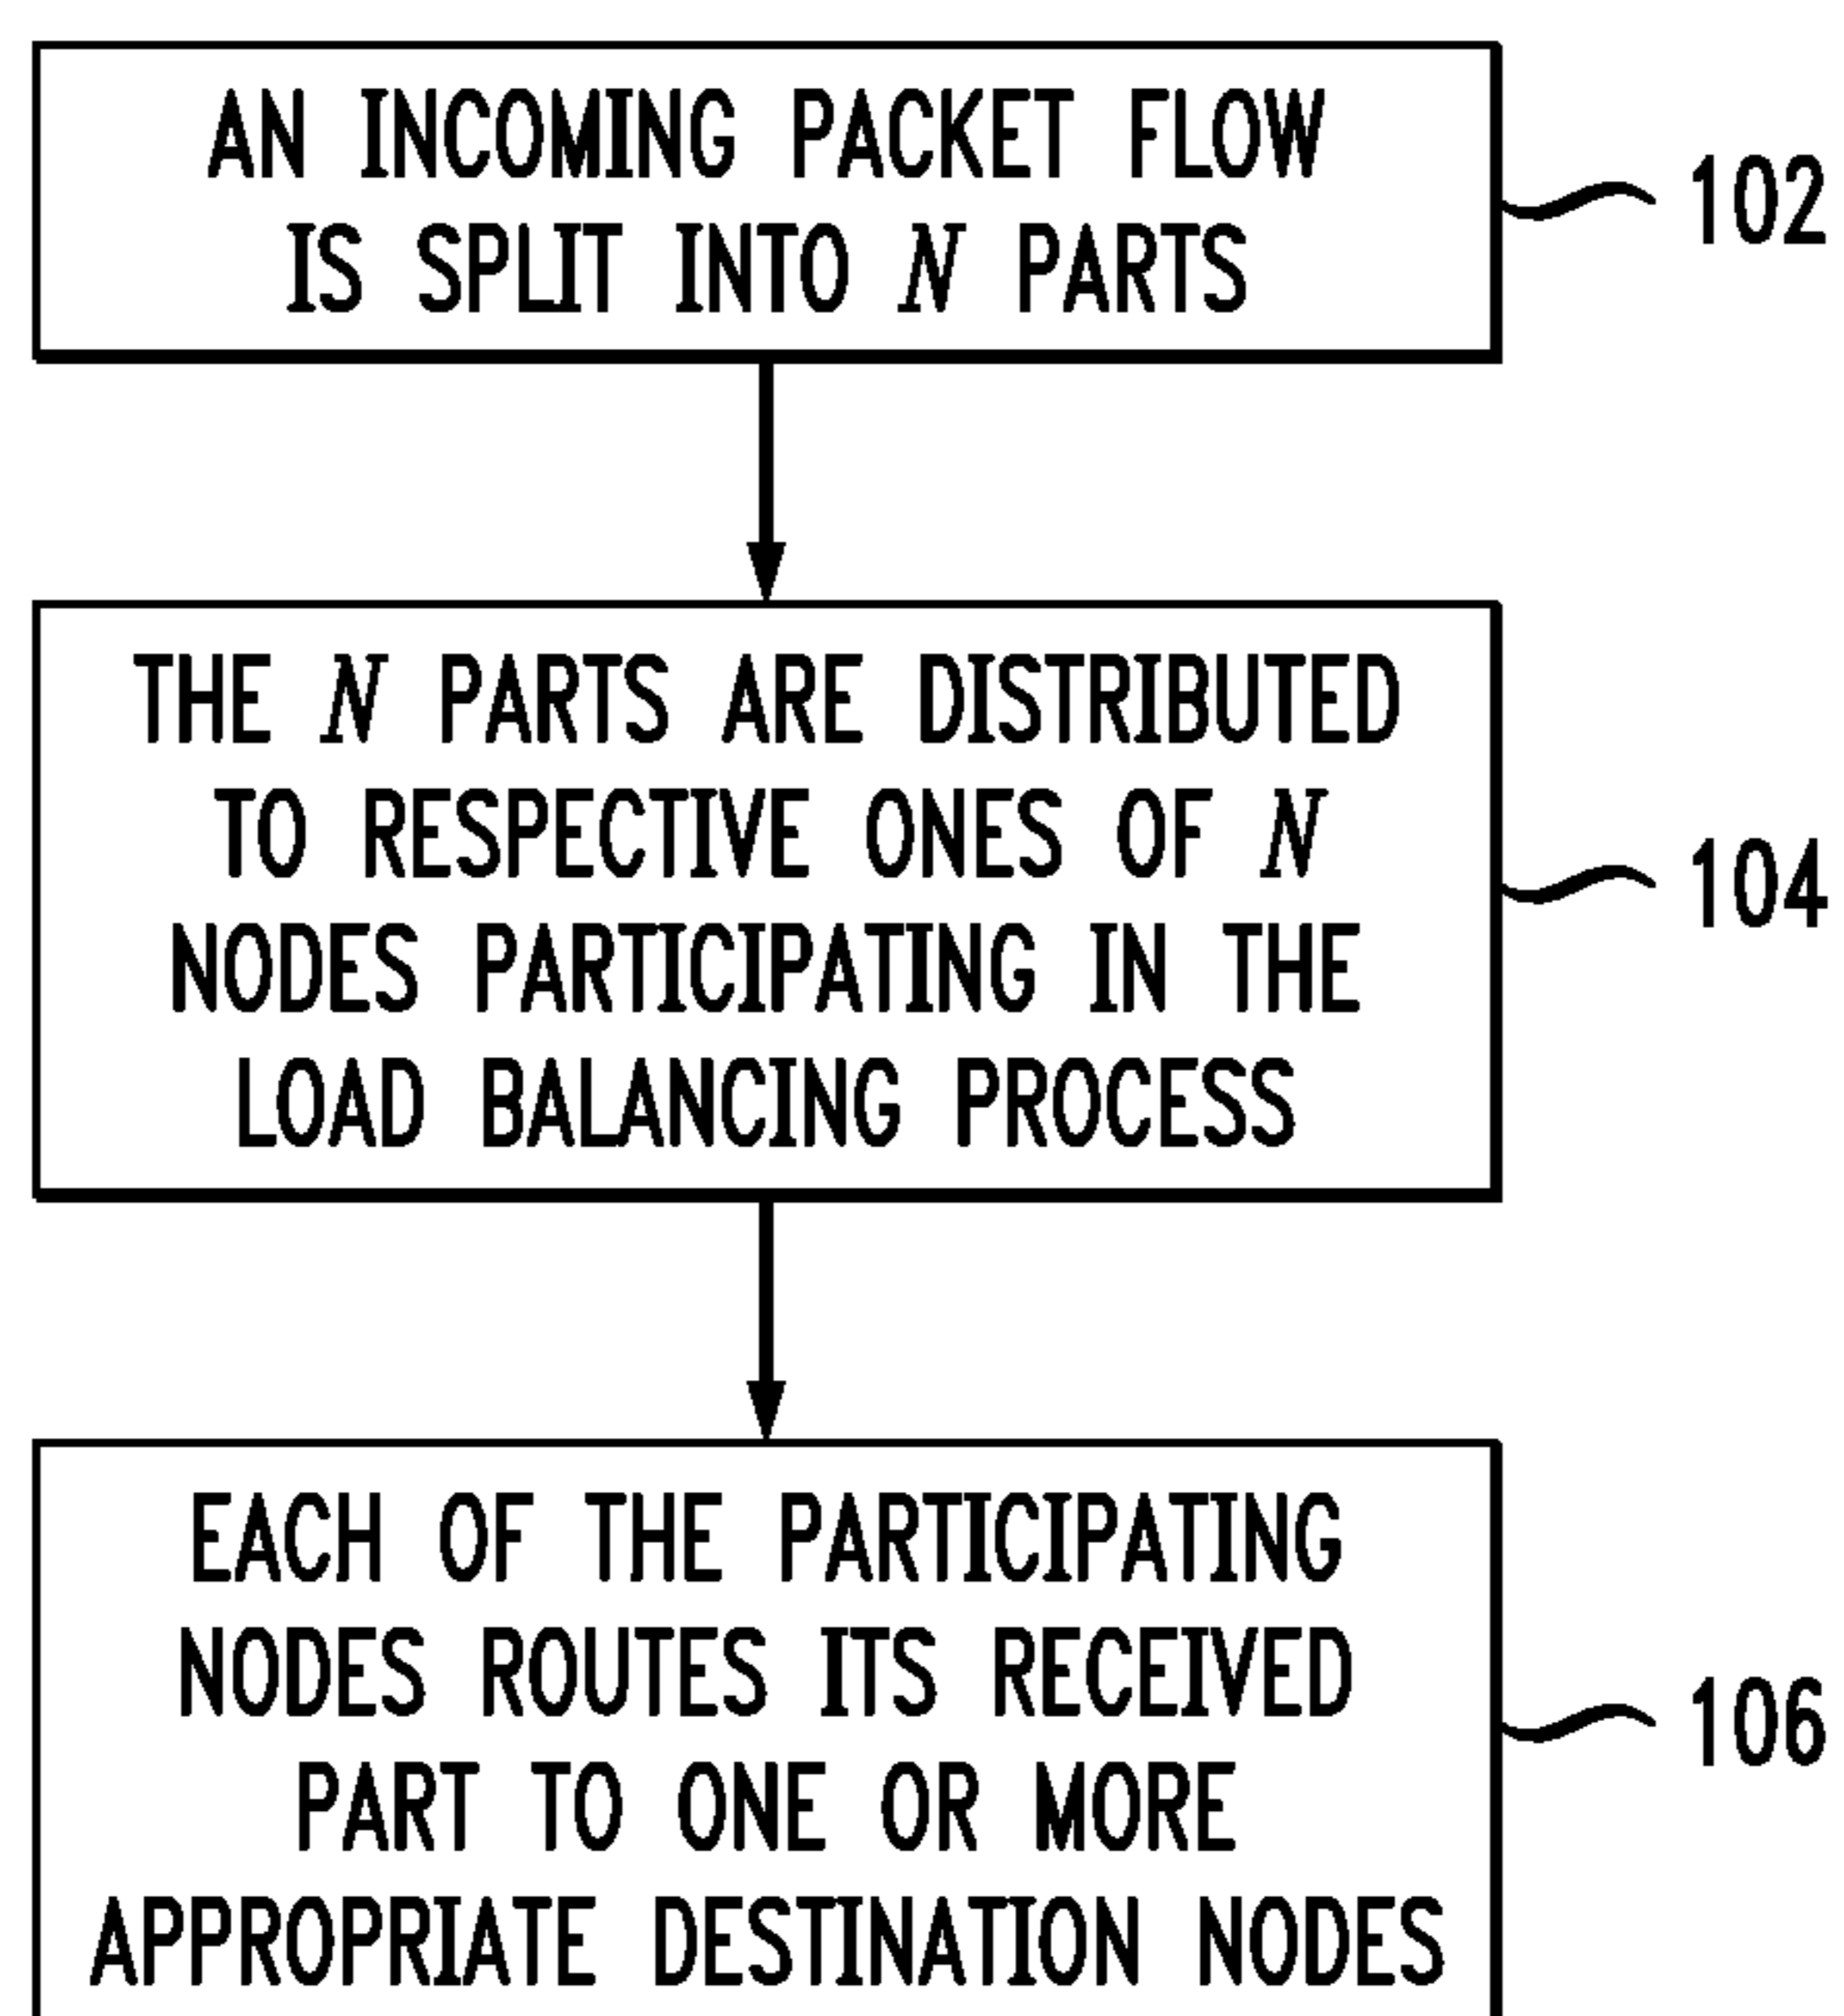 AN INCOMING PACKET FLOW
IS SPLIT INTO N PARTS
102
THE N PARTS ARE DISTRIBUTED
TO RESPECTIVE ONES OF N
NODES PARTICIPATING IN THE
LOAD BALANCING PROCESS
104
EACH OF THE PARTICIPATING
NODES ROUTES ITS RECEIVED
PART TO ONE OR MORE
APPROPRIATE DESTINATION NODES
106